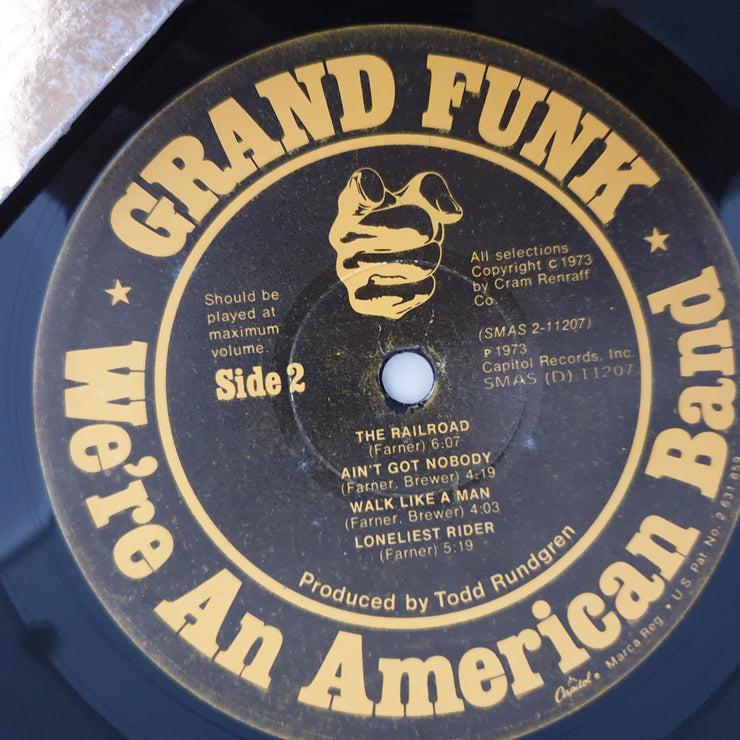 GRAND FUNK
All selections
Copyright C 1973
by Cram Renraff
Co.
Should be
played at
maximum
volume.
Side 2
(SMAS 2-11207)
P 1973
Capitol Records, Inc.
SMAS (D) 11207
THE RAILROAD
(Farner) 6:07
AIN'T GOT NOBODY
(Farner, Brewer) 4:19
WALK LIKE A MAN
(Farner, Brewer) 4:03
LONELIEST RIDER
(Farner) 5:19
Produced by Todd Rundgren
We're An American Band
Capitol • Marca Reg. • U.S. Pat. No. 2,631,859